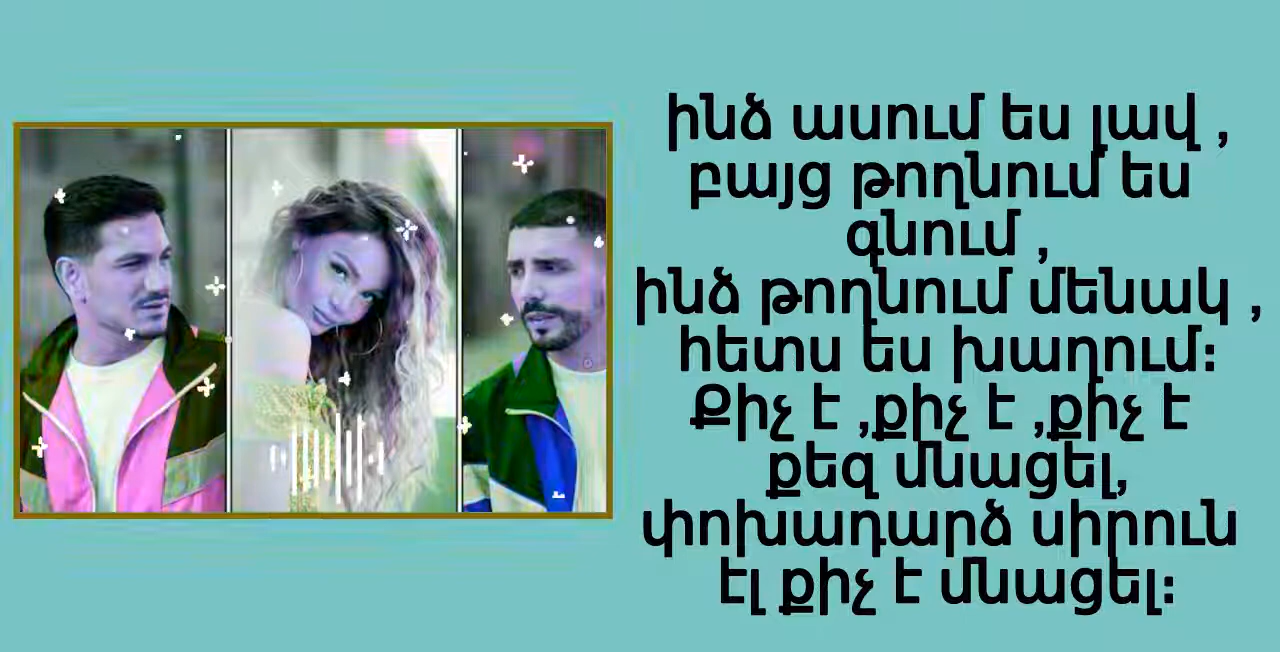 ինձ ասում ես լավ ,
բայց թողնում ես
գնում ,
ինձ թողնում մենակ ,
հետս ես խաղում:
Քիչ է ,քիչ է ,քիչ է
քեզ մնացել,
փոխադարձ սիրուն
էլ քիչ է մնացել: